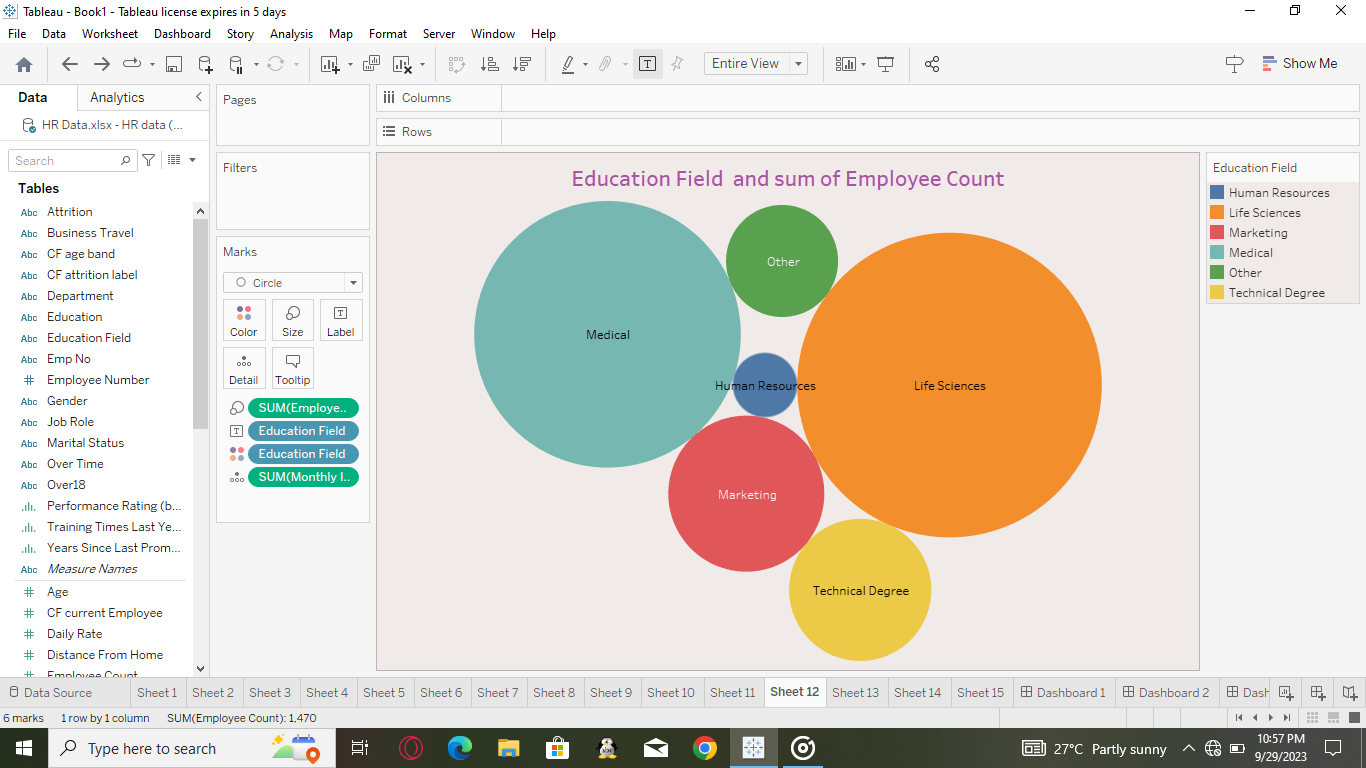 Tableau - Book1 - Tableau license expires in 5 days
File Data Worksheet Dashboard Story Analysis Map Format Server Window Help
Entire View
Show Me
Data Analytics
HR Data.xlsx - HR data (...
Search
Tables
Abc Attrition
Abc Business Travel
Abc CF age band
Abc CF attrition label
Abc Department
Abc Education
Abc Education Field
Abc Emp No
# Employee Number
Abc Gender
Abc Job Role
Abc Marital Status
Abc Over Time
Abc Over18
Performance Rating (b...
Training Times Last Ye...
Years Since Last Prom...
Abc Measure Names
# Age
# CF current Employee
# Daily Rate
# Distance From Home
# Employee Count
Pages
Filters
Marks
Circle
Color Size Label
Detail Tooltip
SUM(Employe..
Education Field
Education Field
SUM(Monthly I..
Columns
Rows
Education Field and sum of Employee Count
Other
Medical
Human Resources
Life Sciences
Marketing
Technical Degree
Education Field
Human Resources
Life Sciences
Marketing
Medical
Other
Technical Degree
Data Source Sheet 1 Sheet 2 Sheet 3 Sheet 4 Sheet 5 Sheet 6 Sheet 7 Sheet 8 Sheet 9 Sheet 10 Sheet 11 Sheet 12 Sheet 13 Sheet 14 Sheet 15 Dashboard 1 Dashboard 2 Dash
6 marks 1 row by 1 column SUM(Employee Count): 1,470
Type here to search
27°C Partly sunny
10:57 PM
9/29/2023